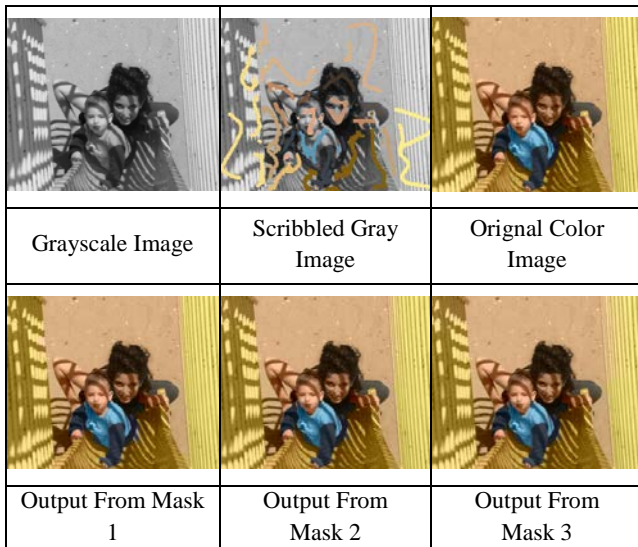 Grayscale Image
Scribbled Gray
Image
Orignal Color
Image
Output From Mask
1
Output From
Mask 2
Output From
Mask 3